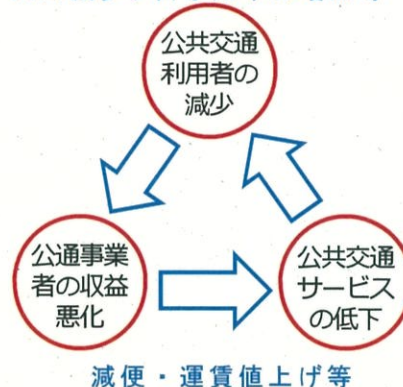 公共交通
利用者の
減少
公通事業
者の収益
悪化
公共交通
サービス
の低下
減便・運賃値上げ等